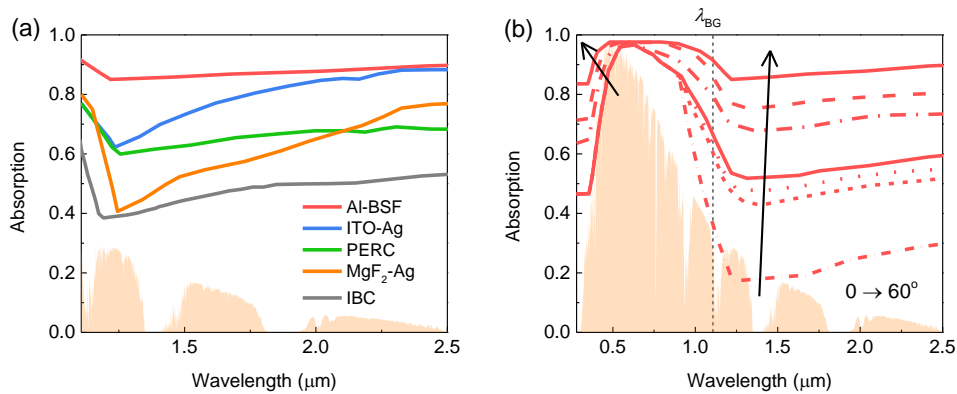 (a)
Absorption
1.0
0.8
0.6
0.4
0.2
0.0
Al-BSF
ITO-Ag
PERC
MgF₂-Ag
IBC
1.5 2.0 2.5
Wavelength (μm)
(b)
λBG
Absorption
1.0
0.8
0.6
0.4
0.2
0.0
0 → 60°
0.5 1.0 1.5 2.0 2.5
Wavelength (μm)